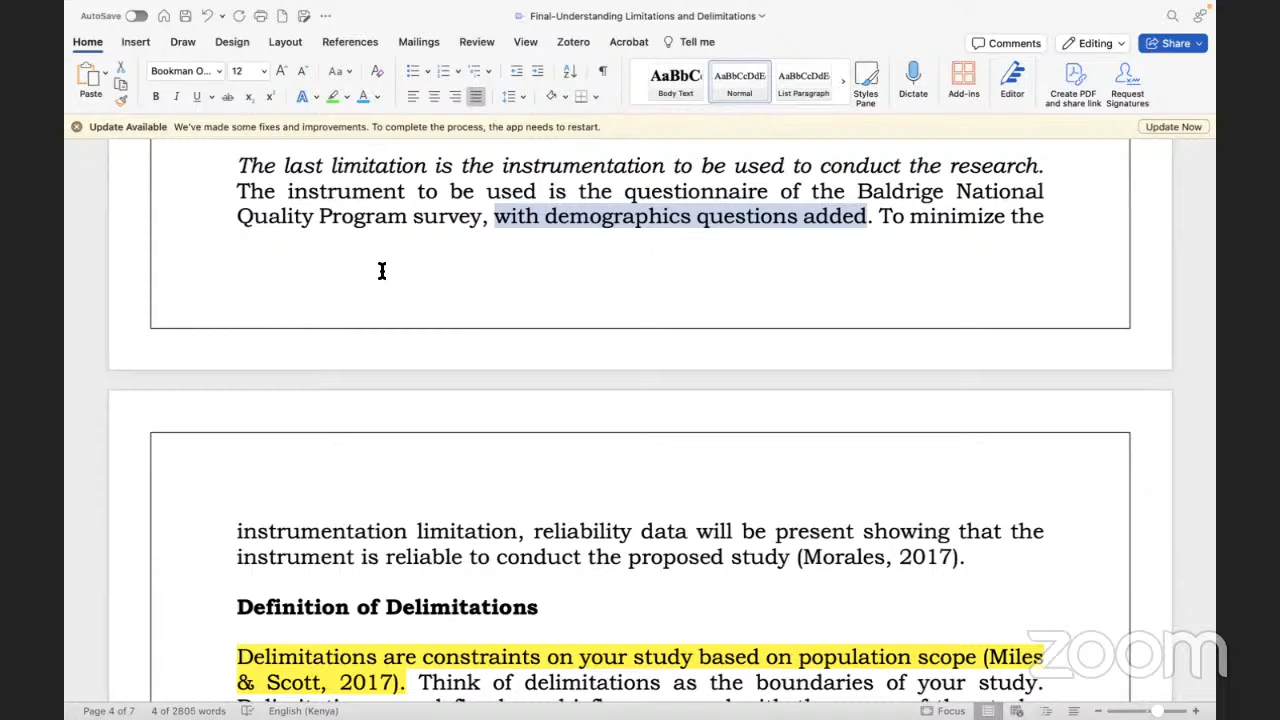 AutoSave
Final-Understanding Limitations and Delimitations
Home Insert Draw Design Layout References Mailings Review View Zotero Acrobat Tell me
Comments Editing Share
Paste
Bookman O... 12
Aa
B I U ab x₂ x²
A A
AaBbC Body Text
AaBbCcDdE Normal
AaBbCcDdE List Paragraph
Styles Pane
Dictate
Add-ins
Editor
Create PDF and share link
Request Signatures
Update Available We've made some fixes and improvements. To complete the process, the app needs to restart. Update Now
The last limitation is the instrumentation to be used to conduct the research.
The instrument to be used is the questionnaire of the Baldrige National
Quality Program survey, with demographics questions added. To minimize the
instrumentation limitation, reliability data will be present showing that the
instrument is reliable to conduct the proposed study (Morales, 2017).
Definition of Delimitations
Delimitations are constraints on your study based on population scope (Miles
& Scott, 2017). Think of delimitations as the boundaries of your study.
zoom
Page 4 of 7 4 of 2805 words English (Kenya) Focus